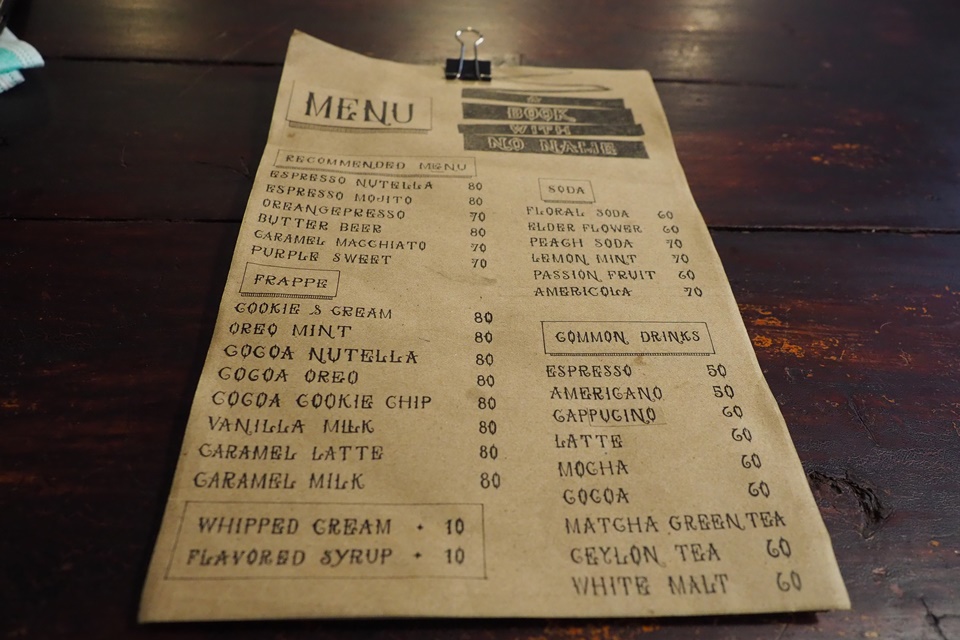 MENU
A
BOOK
WITH
NO NAME
RECOMMENDED MENU
ESPRESSO NUTELLA 80
ESPRESSO MOJITO 80
OREANGEPRESSO 70
BUTTER BEER 80
CARAMEL MACCHIATO 70
PURPLE SWEET 70
FRAPPE
COOKIE S CREAM 80
OREO MINT 80
COCOA NUTELLA 80
COCOA OREO 80
COCOA COOKIE CHIP 80
VANILLA MILK 80
CARAMEL LATTE 80
CARAMEL MILK 80
WHIPPED CREAM + 10
FLAVORED SYRUP + 10
SODA
FLORAL SODA 60
ELDER FLOWER 60
PEACH SODA 70
LEMON MINT 70
PASSION FRUIT 60
AMERICOLA 70
COMMON DRINKS
ESPRESSO 50
AMERICANO 50
CAPPUCINO 60
LATTE 60
MOCHA 60
COCOA 60
MATCHA GREEN TEA
CEYLON TEA 60
WHITE MALT 60